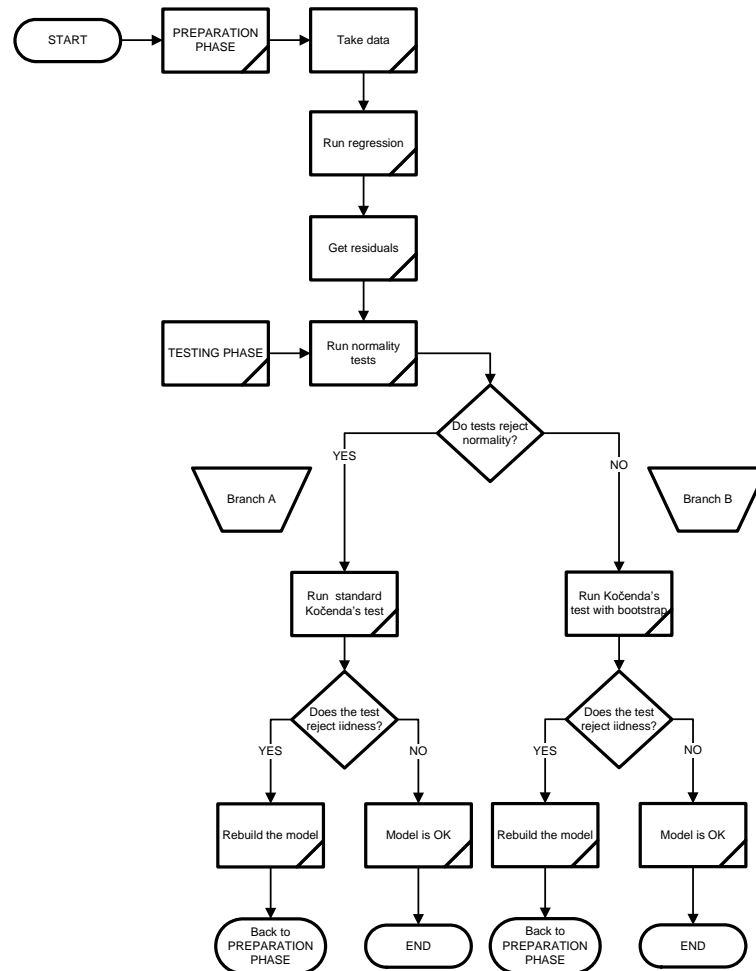 START
PREPARATION
PHASE
Take data
Run regression
Get residuals
TESTING PHASE
Run normality
tests
Do tests reject
normality?
YES
NO
Branch A
Branch B
Run  standard
Kočenda's test
Run Kočenda's
test with bootstrap
Does the test
reject iidness?
Does the test
reject iidness?
YES
NO
YES
NO
Rebuild the model
Model is OK
Rebuild the model
Model is OK
Back to
PREPARATION
PHASE
END
Back to
PREPARATION
PHASE
END